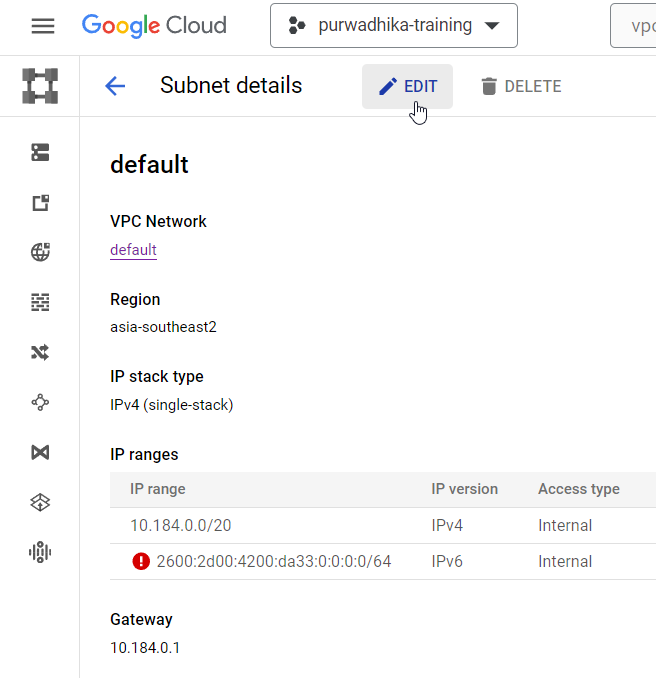 Google Cloud
purwadhika-training
vpc
Subnet details
EDIT
DELETE
default
VPC Network
default
Region
asia-southeast2
IP stack type
IPv4 (single-stack)
IP ranges
IP range IP version Access type
10.184.0.0/20 IPv4 Internal
2600:2d00:4200:da33:0:0:0:0/64 IPv6 Internal
Gateway
10.184.0.1